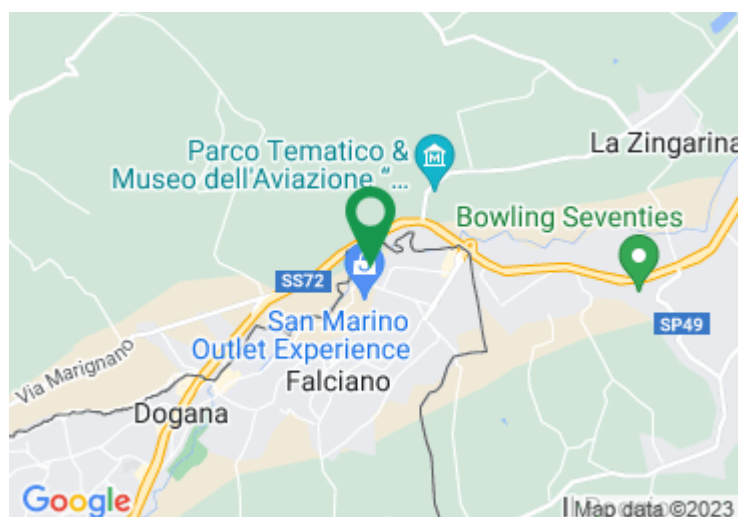 La Zingarina
Parco Tematico &
Museo dell'Aviazione “...
Bowling Seventies
SS72
San Marino
Outlet Experience
SP49
Via Marignano
Falciano
Dogana
Google
Map data ©2023